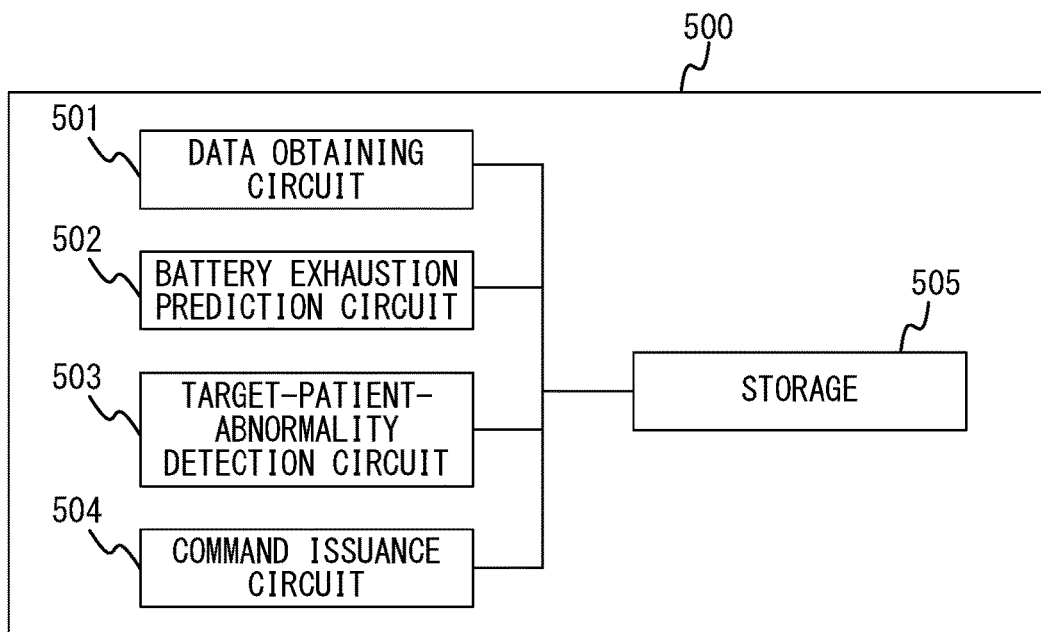 500
501
DATA OBTAINING
CIRCUIT
502
BATTERY EXHAUSTION
PREDICTION CIRCUIT
503
TARGET-PATIENT-
ABNORMALITY
DETECTION CIRCUIT
504
COMMAND ISSUANCE
CIRCUIT
505
STORAGE